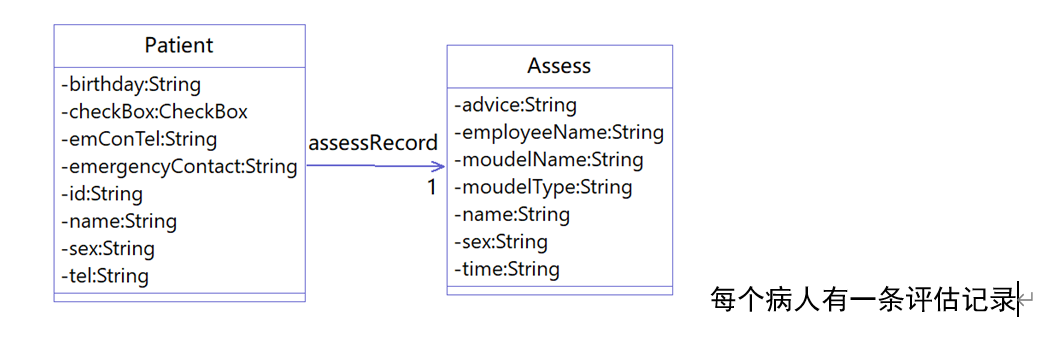 Patient
-birthday:String
-checkBox:CheckBox
-emConTel:String
-emergencyContact:String
-id:String
-name:String
-sex:String
-tel:String
assessRecord
1
Assess
-advice:String
-employeeName:String
-moudelName:String
-moudelType:String
-name:String
-sex:String
-time:String
每个病人有一条评估记录